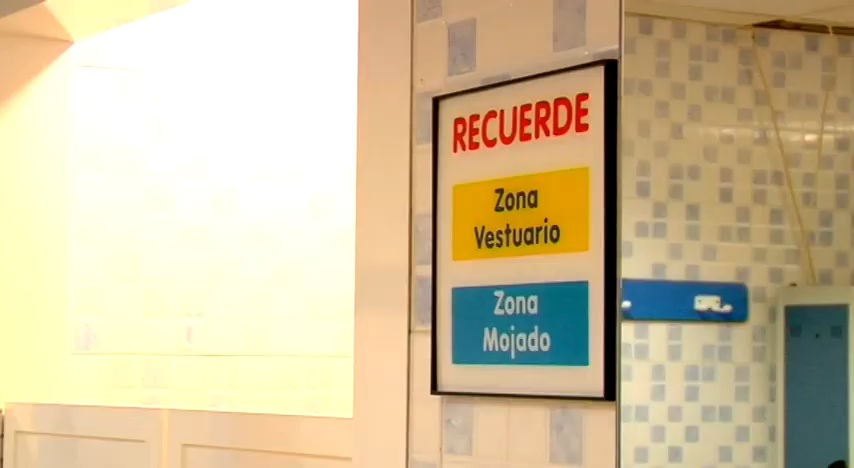 RECUERDE
Zona
Vestuario
Zona
Mojado